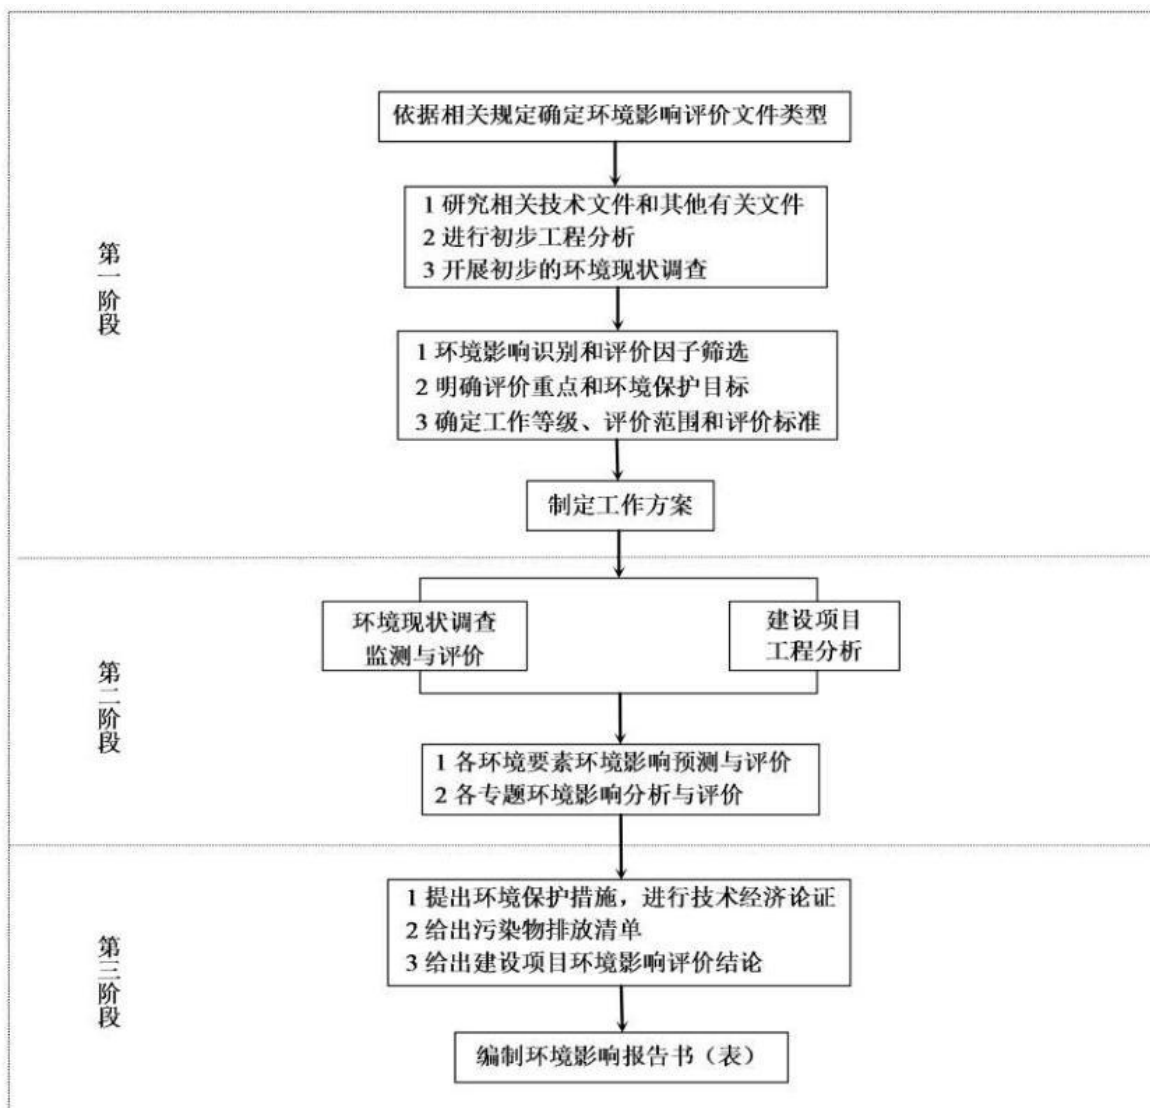 依据相关规定确定环境影响评价文件类型
1 研究相关技术文件和其他有关文件
2 进行初步工程分析
3 开展初步的环境现状调查
第一阶段
1 环境影响识别和评价因子筛选
2 明确评价重点和环境保护目标
3 确定工作等级、评价范围和评价标准
制定工作方案
环境现状调查
监测与评价
建设项目
工程分析
第二阶段
1 各环境要素环境影响预测与评价
2 各专题环境影响分析与评价
1 提出环境保护措施，进行技术经济论证
2 给出污染物排放清单
3 给出建设项目环境影响评价结论
第三阶段
编制环境影响报告书（表）